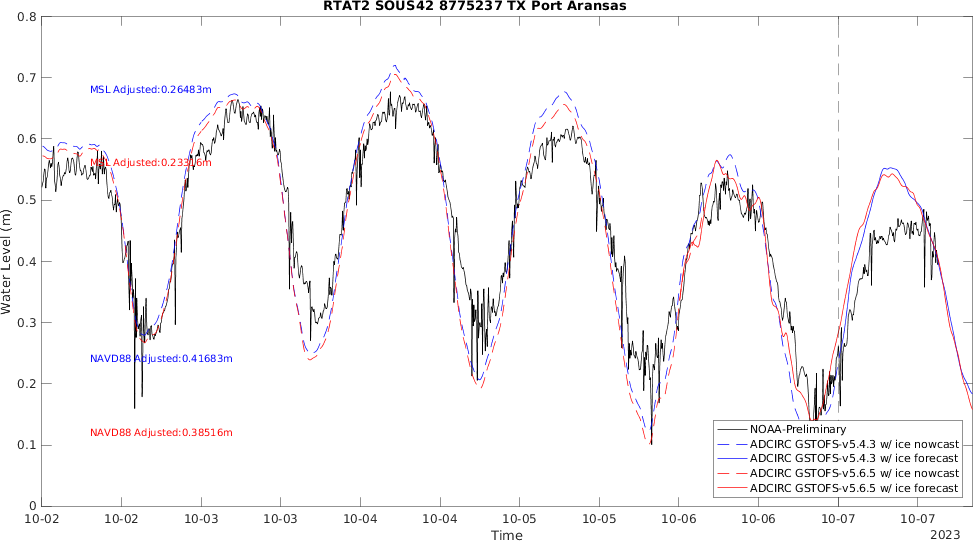 RTAT2 SOUS42 8775237 TX Port Aransas
0.8
0.7
0.6
0.5
0.4
0.3
0.2
0.1
0
Water Level (m)
MSL Adjusted:0.26483m
MSL Adjusted:
NAVD88 Adjusted:0.41683m
NAVD88 Adjusted:0.38516m
NOAA-Preliminary
ADCIRC GSTOFS-v5.4.3 w/ ice nowcast
ADCIRC GSTOFS-v5.4.3 w/ ice forecast
ADCIRC GSTOFS-v5.6.5 w/ ice nowcast
ADCIRC GSTOFS-v5.6.5 w/ ice forecast
10-02 10-02 10-03 10-03 10-04 10-04 10-05 10-05 10-06 10-06 10-07 10-07
Time
2023